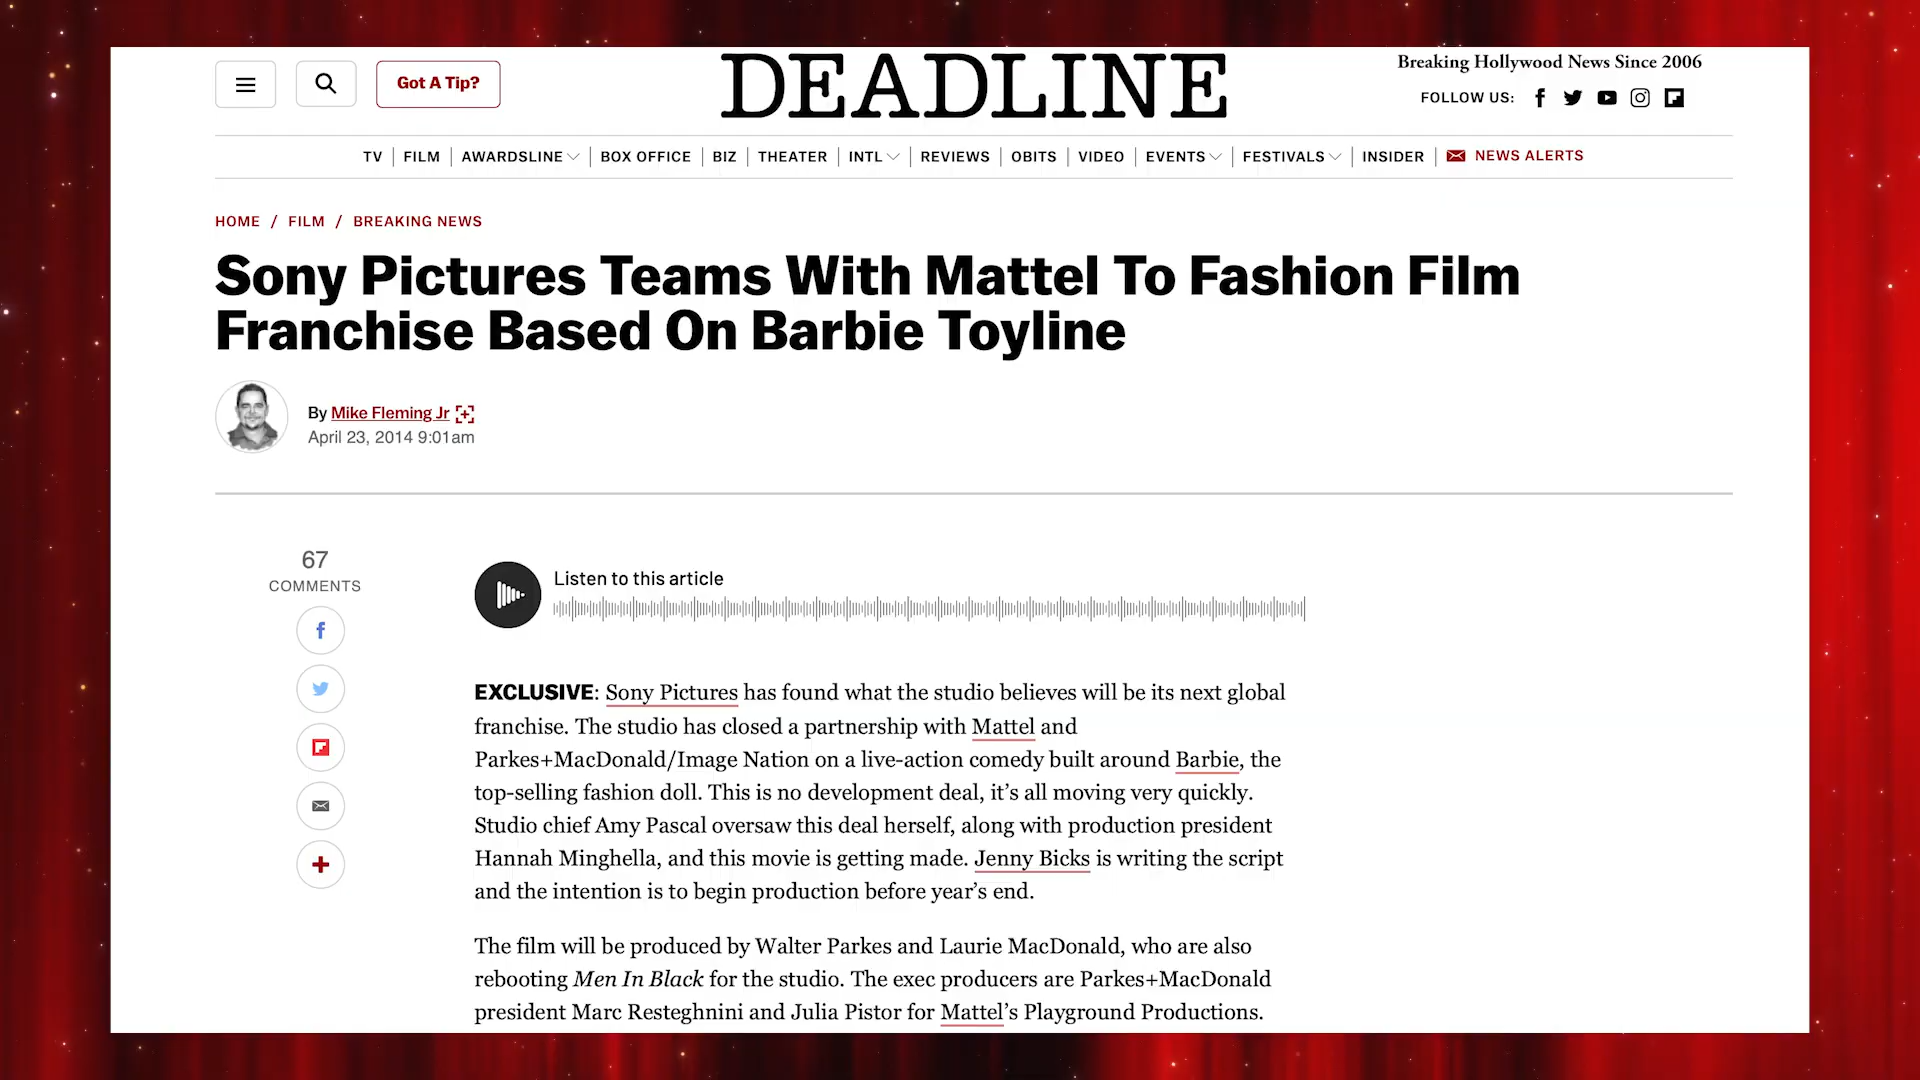 Got A Tip?
DEADLINE
Breaking Hollywood News Since 2006
FOLLOW US:
TV | FILM | AWARDSLINE | BOX OFFICE | BIZ | THEATER | INTL | REVIEWS | OBITS | VIDEO | EVENTS | FESTIVALS | INSIDER | NEWS ALERTS
HOME / FILM / BREAKING NEWS
Sony Pictures Teams With Mattel To Fashion Film
Franchise Based On Barbie Toyline
By Mike Fleming Jr
April 23, 2014 9:01am
67
COMMENTS
Listen to this article
EXCLUSIVE: Sony Pictures has found what the studio believes will be its next global
franchise. The studio has closed a partnership with Mattel and
Parkes+MacDonald/Image Nation on a live-action comedy built around Barbie, the
top-selling fashion doll. This is no development deal, it’s all moving very quickly.
Studio chief Amy Pascal oversaw this deal herself, along with production president
Hannah Minghella, and this movie is getting made. Jenny Bicks is writing the script
and the intention is to begin production before year’s end.
The film will be produced by Walter Parkes and Laurie MacDonald, who are also
rebooting Men In Black for the studio. The exec producers are Parkes+MacDonald
president Marc Resteghnini and Julia Pistor for Mattel’s Playground Productions.